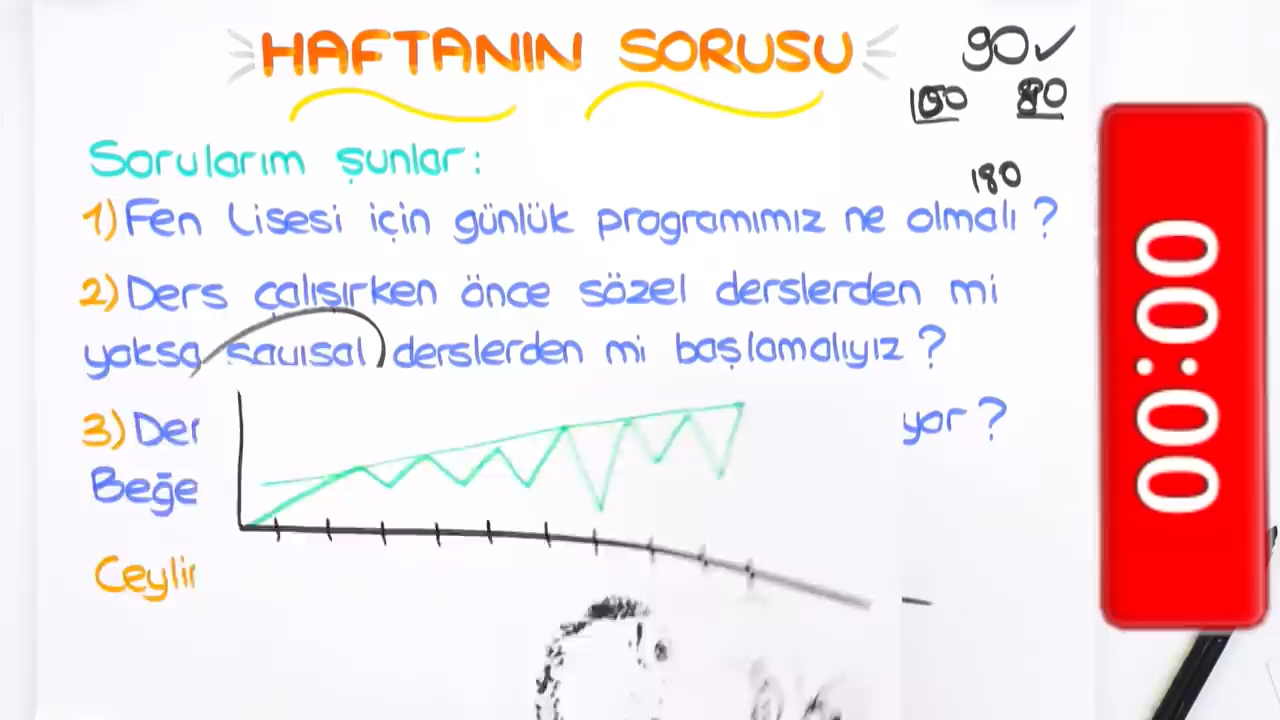 HAFTANIN SORUSU
90✓
100 80
Sorularım şunlar:
180
1) Fen Lisesi için günlük programımız ne olmalı ?
2) Ders çalışırken önce sözel derslerden mi
yoksa sayısal derslerden mi başlamalıyız ?
3) Der yor ?
Beğe
Ceylin
00:00